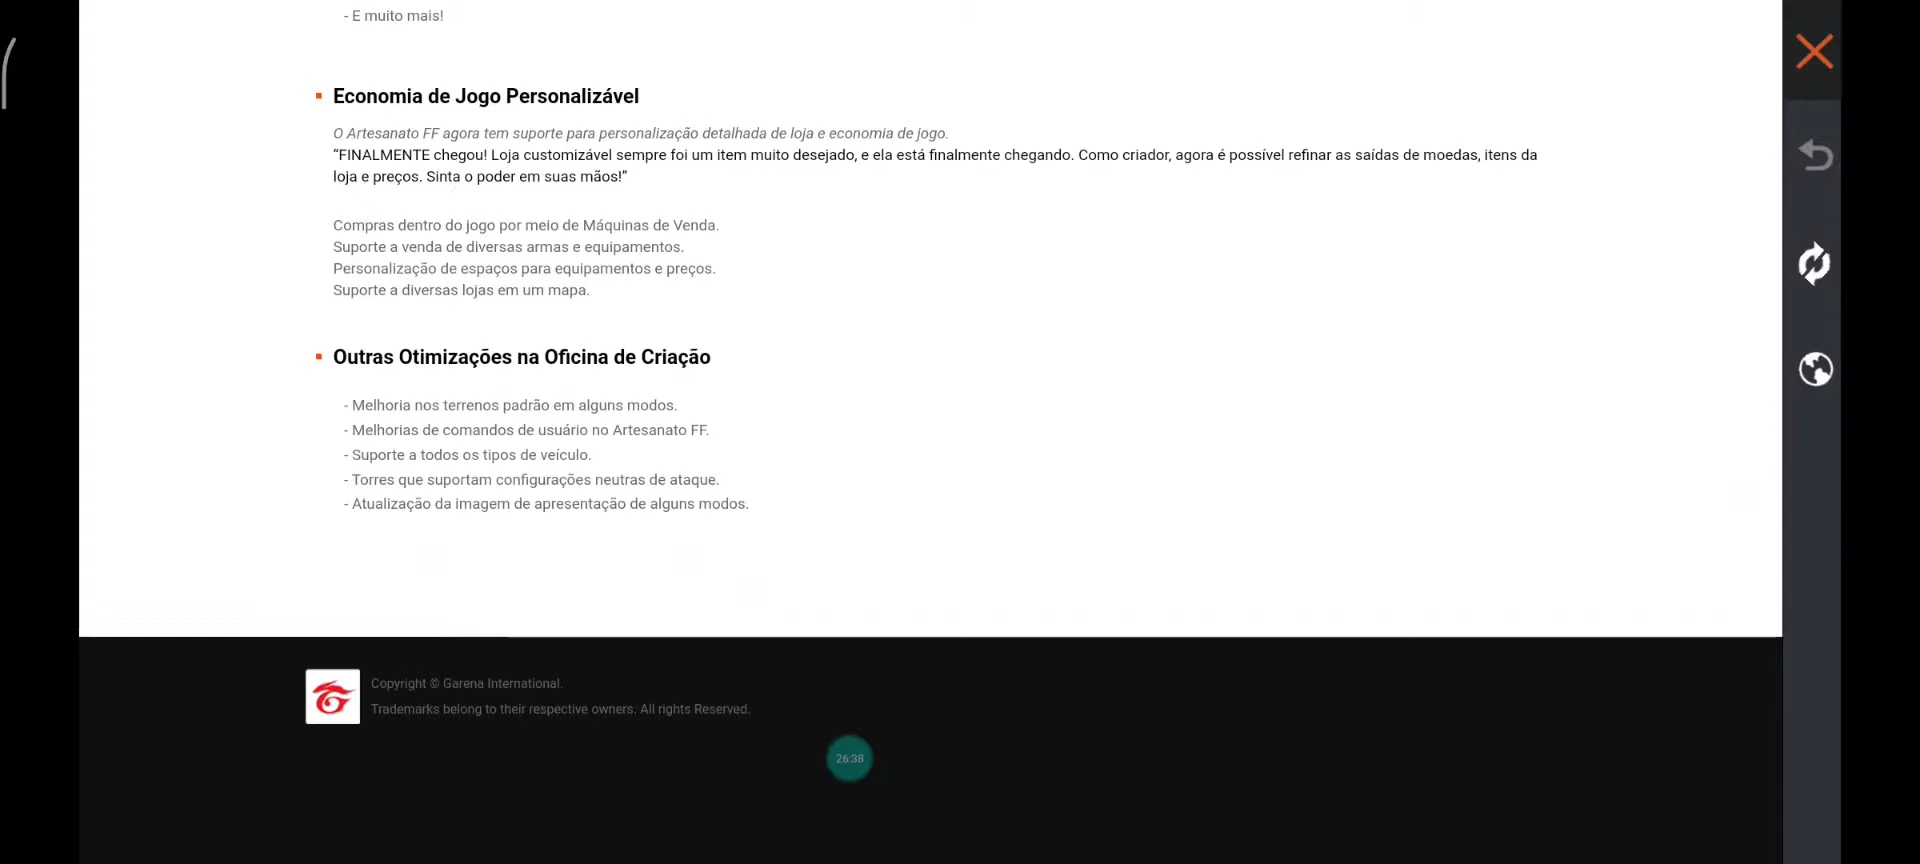 - E muito mais!
Economia de Jogo Personalizável
O Artesanato FF agora tem suporte para personalização detalhada de loja e economia de jogo.
“FINALMENTE chegou! Loja customizável sempre foi um item muito desejado, e ela está finalmente chegando. Como criador, agora é possível refinar as saídas de moedas, itens da
loja e preços. Sinta o poder em suas mãos!”
Compras dentro do jogo por meio de Máquinas de Venda.
Suporte a venda de diversas armas e equipamentos.
Personalização de espaços para equipamentos e preços.
Suporte a diversas lojas em um mapa.
Outras Otimizações na Oficina de Criação
- Melhoria nos terrenos padrão em alguns modos.
- Melhorias de comandos de usuário no Artesanato FF.
- Suporte a todos os tipos de veículo.
- Torres que suportam configurações neutras de ataque.
- Atualização da imagem de apresentação de alguns modos.
Copyright © Garena International.
Trademarks belong to their respective owners. All rights Reserved.
26:38